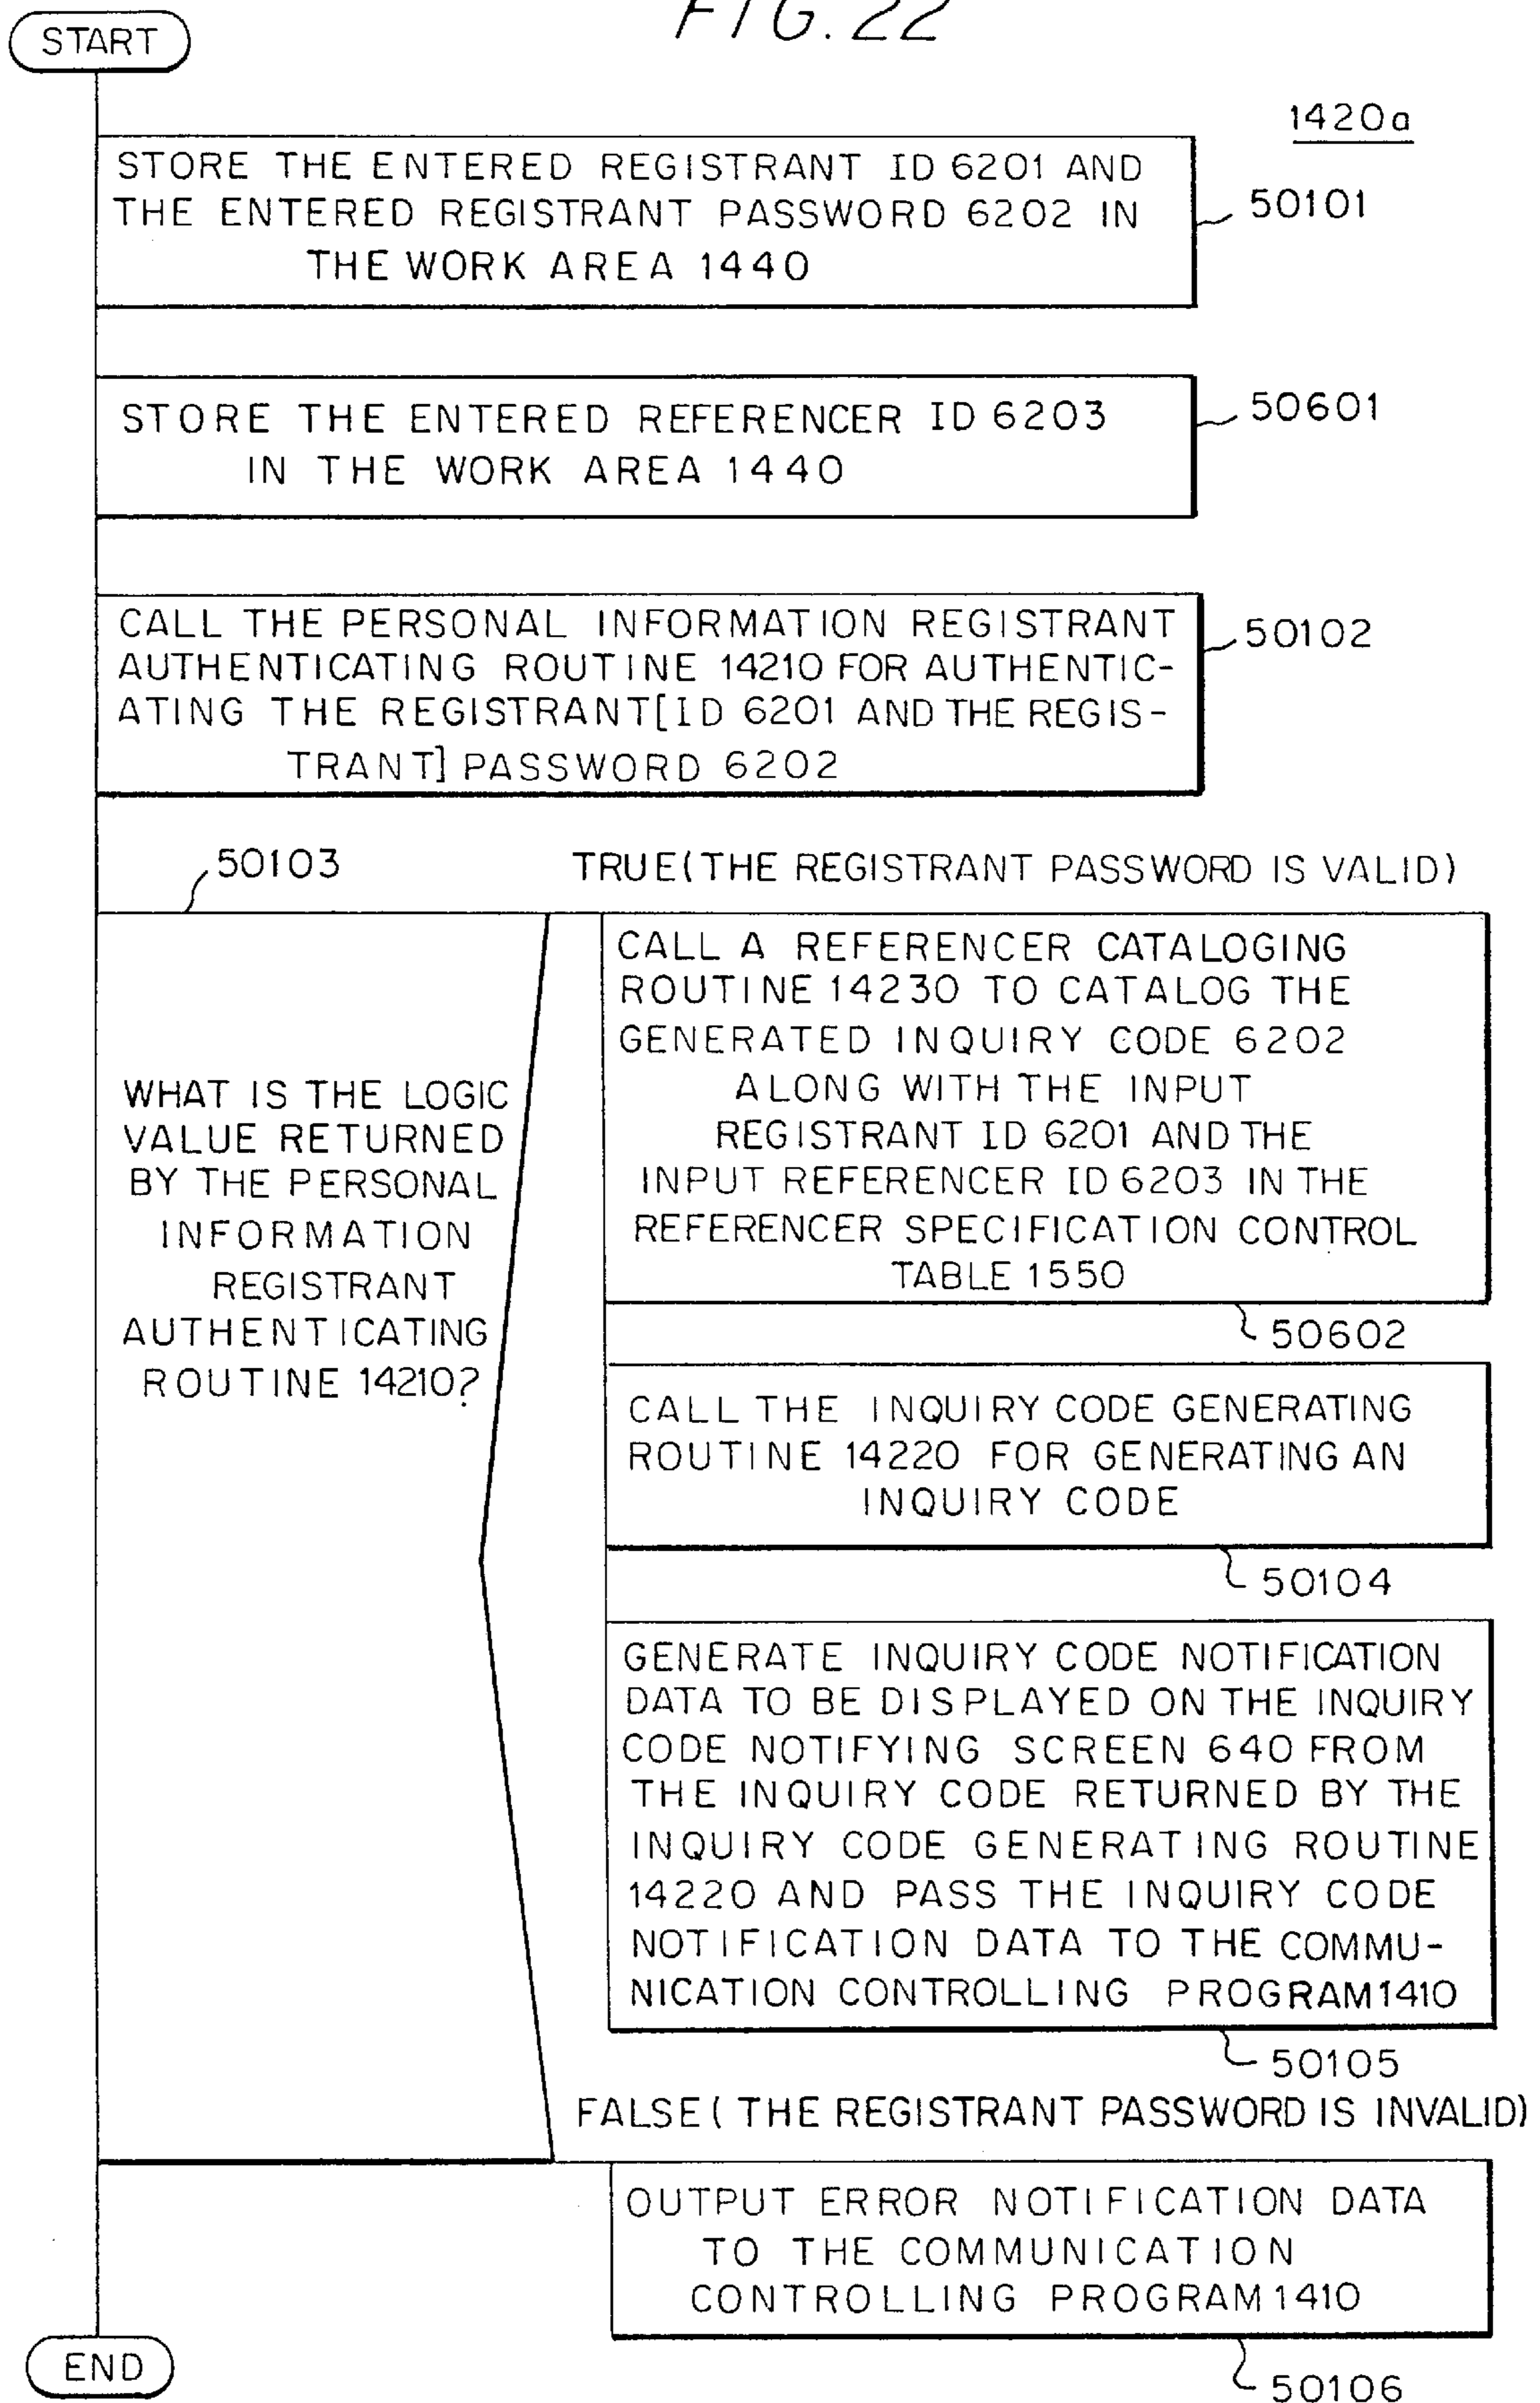 FIG. 22
START
1420a
STORE THE ENTERED REGISTRANT ID 6201 AND
THE ENTERED REGISTRANT PASSWORD 6202 IN
THE WORK AREA 1440
50101
STORE THE ENTERED REFERENCER ID 6203
IN THE WORK AREA 1440
50601
CALL THE PERSONAL INFORMATION REGISTRANT
AUTHENTICATING ROUTINE 14210 FOR AUTHENTIC-
ATING THE REGISTRANT[ID 6201 AND THE REGIS-
TRANT] PASSWORD 6202
50102
50103
TRUE(THE REGISTRANT PASSWORD IS VALID)
WHAT IS THE LOGIC
VALUE RETURNED
BY THE PERSONAL
INFORMATION
REGISTRANT
AUTHENTICATING
ROUTINE 14210?
CALL A REFERENCER CATALOGING
ROUTINE 14230 TO CATALOG THE
GENERATED INQUIRY CODE 6202
ALONG WITH THE INPUT
REGISTRANT ID 6201 AND THE
INPUT REFERENCER ID 6203 IN THE
REFERENCER SPECIFICATION CONTROL
TABLE 1550
50602
CALL THE INQUIRY CODE GENERATING
ROUTINE 14220 FOR GENERATING AN
INQUIRY CODE
50104
GENERATE INQUIRY CODE NOTIFICATION
DATA TO BE DISPLAYED ON THE INQUIRY
CODE NOTIFYING SCREEN 640 FROM
THE INQUIRY CODE RETURNED BY THE
INQUIRY CODE GENERATING ROUTINE
14220 AND PASS THE INQUIRY CODE
NOTIFICATION DATA TO THE COMMU-
NICATION CONTROLLING PROGRAM 1410
50105
FALSE( THE REGISTRANT PASSWORD IS INVALID)
OUTPUT ERROR NOTIFICATION DATA
TO THE COMMUNICATION
CONTROLLING PROGRAM 1410
50106
END